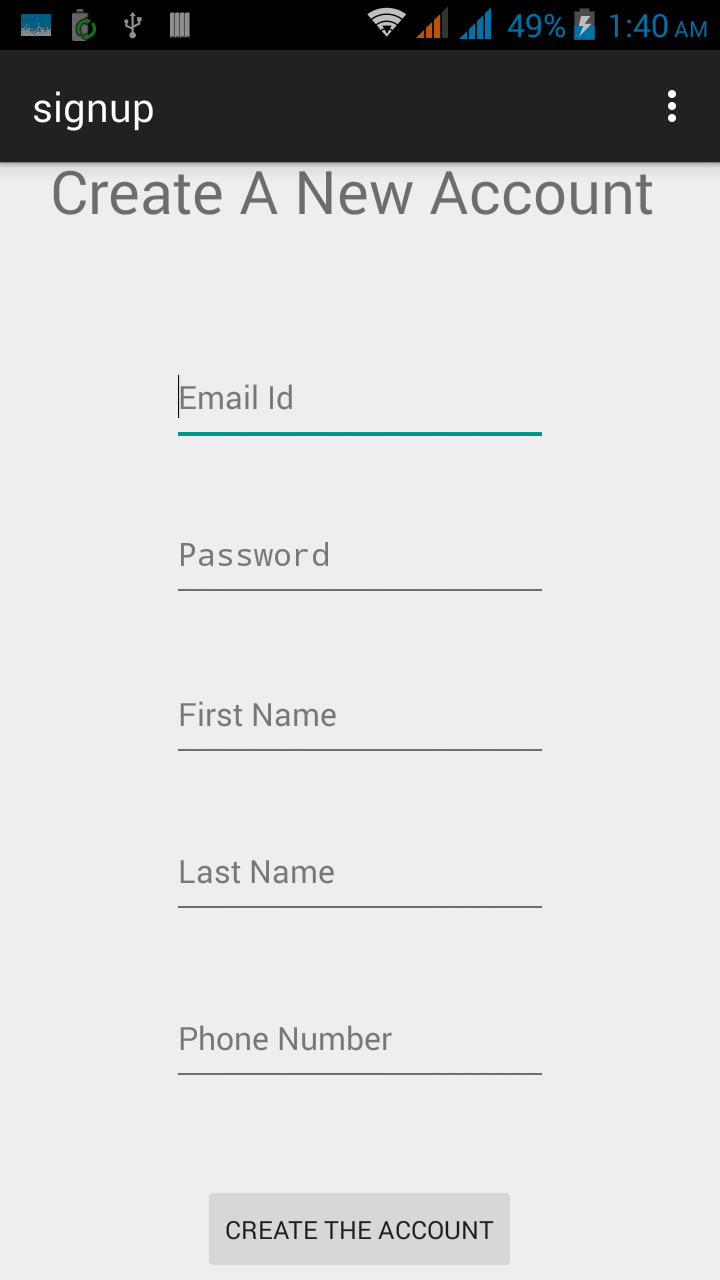 49% 1:40 AM
signup
Create A New Account
Email Id
Password
First Name
Last Name
Phone Number
CREATE THE ACCOUNT